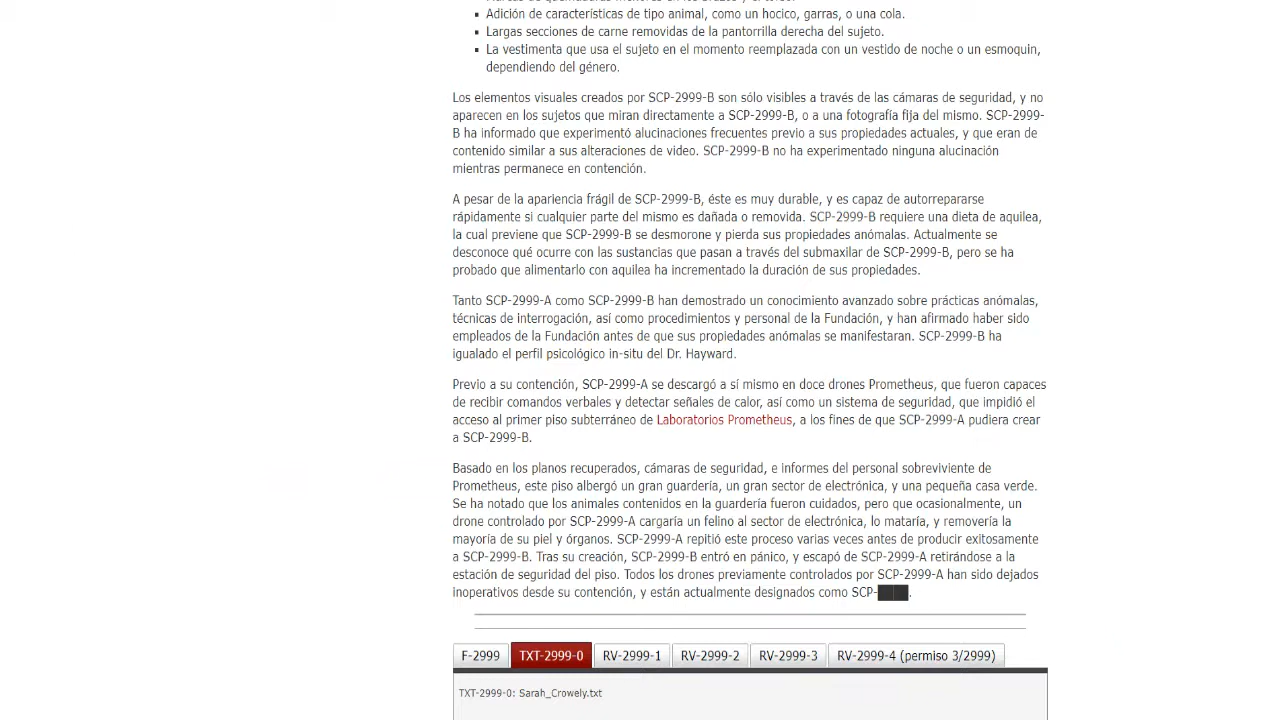 Adición de características de tipo animal, como un hocico, garras, o una cola.
Largas secciones de carne removidas de la pantorrilla derecha del sujeto.
La vestimenta que usa el sujeto en el momento reemplazada con un vestido de noche o un esmoquin,
dependiendo del género.
Los elementos visuales creados por SCP-2999-B son sólo visibles a través de las cámaras de seguridad, y no
aparecen en los sujetos que miran directamente a SCP-2999-B, o a una fotografía fija del mismo. SCP-2999-
B ha informado que experimentó alucinaciones frecuentes previo a sus propiedades actuales, y que eran de
contenido similar a sus alteraciones de video. SCP-2999-B no ha experimentado ninguna alucinación
mientras permanece en contención.
A pesar de la apariencia frágil de SCP-2999-B, éste es muy durable, y es capaz de autorrepararse
rápidamente si cualquier parte del mismo es dañada o removida. SCP-2999-B requiere una dieta de aquilea,
la cual previene que SCP-2999-B se desmorone y pierda sus propiedades anómalas. Actualmente se
desconoce qué ocurre con las sustancias que pasan a través del submaxilar de SCP-2999-B, pero se ha
probado que alimentarlo con aquilea ha incrementado la duración de sus propiedades.
Tanto SCP-2999-A como SCP-2999-B han demostrado un conocimiento avanzado sobre prácticas anómalas,
técnicas de interrogación, así como procedimientos y personal de la Fundación, y han afirmado haber sido
empleados de la Fundación antes de que sus propiedades anómalas se manifestaran. SCP-2999-B ha
igualado el perfil psicológico in-situ del Dr. Hayward.
Previo a su contención, SCP-2999-A se descargó a sí mismo en doce drones Prometheus, que fueron capaces
de recibir comandos verbales y detectar señales de calor, así como un sistema de seguridad, que impidió el
acceso al primer piso subterráneo de Laboratorios Prometheus, a los fines de que SCP-2999-A pudiera crear
a SCP-2999-B.
Basado en los planos recuperados, cámaras de seguridad, e informes del personal sobreviviente de
Prometheus, este piso albergó un gran guardería, un gran sector de electrónica, y una pequeña casa verde.
Se ha notado que los animales contenidos en la guardería fueron cuidados, pero que ocasionalmente, un
drone controlado por SCP-2999-A cargaría un felino al sector de electrónica, lo mataría, y removería la
mayoría de su piel y órganos. SCP-2999-A repitió este proceso varias veces antes de producir exitosamente
a SCP-2999-B. Tras su creación, SCP-2999-B entró en pánico, y escapó de SCP-2999-A retirándose a la
estación de seguridad del piso. Todos los drones previamente controlados por SCP-2999-A han sido dejados
inoperativos desde su contención, y están actualmente designados como SCP-████.
F-2999 TXT-2999-0 RV-2999-1 RV-2999-2 RV-2999-3 RV-2999-4 (permiso 3/2999)
TXT-2999-0: Sarah_Crowely.txt